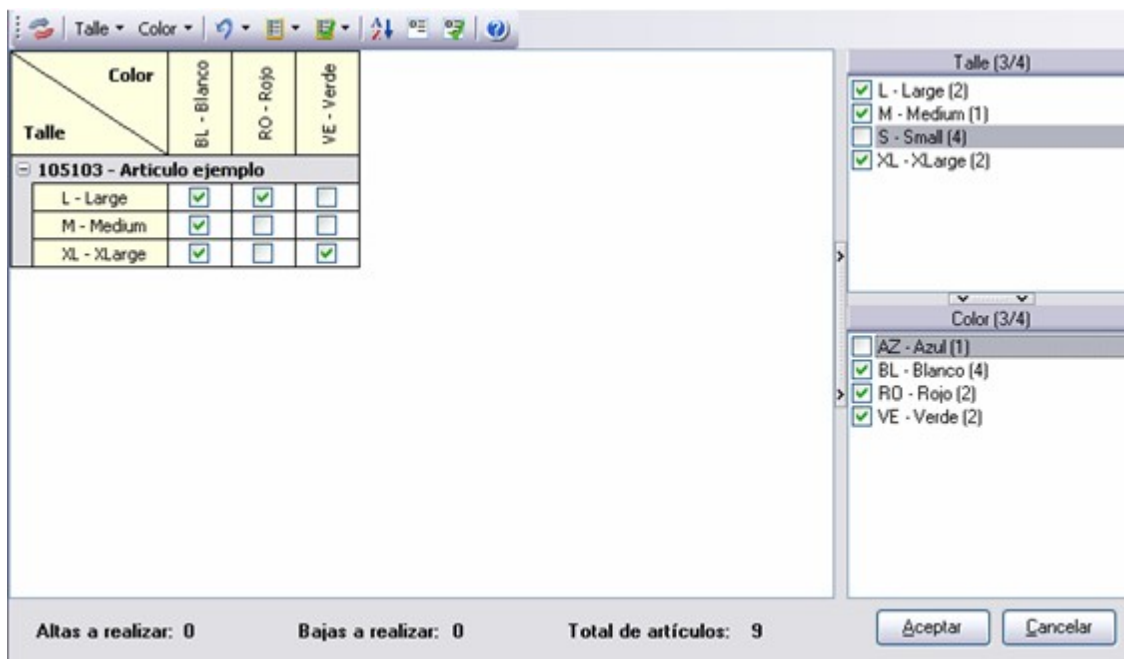 Talle Color
Color
Talle
BL - Blanco
RO - Rojo
VE - Verde
105103 - Articulo ejemplo
L - Large
M - Medium
XL - XLarge
Talle (3/4)
L - Large (2)
M - Medium (1)
S - Small (4)
XL - XLarge (2)
Color (3/4)
AZ - Azul (1)
BL - Blanco (4)
RO - Rojo (2)
VE - Verde (2)
Altas a realizar: 0 Bajas a realizar: 0 Total de artículos: 9 Aceptar Cancelar